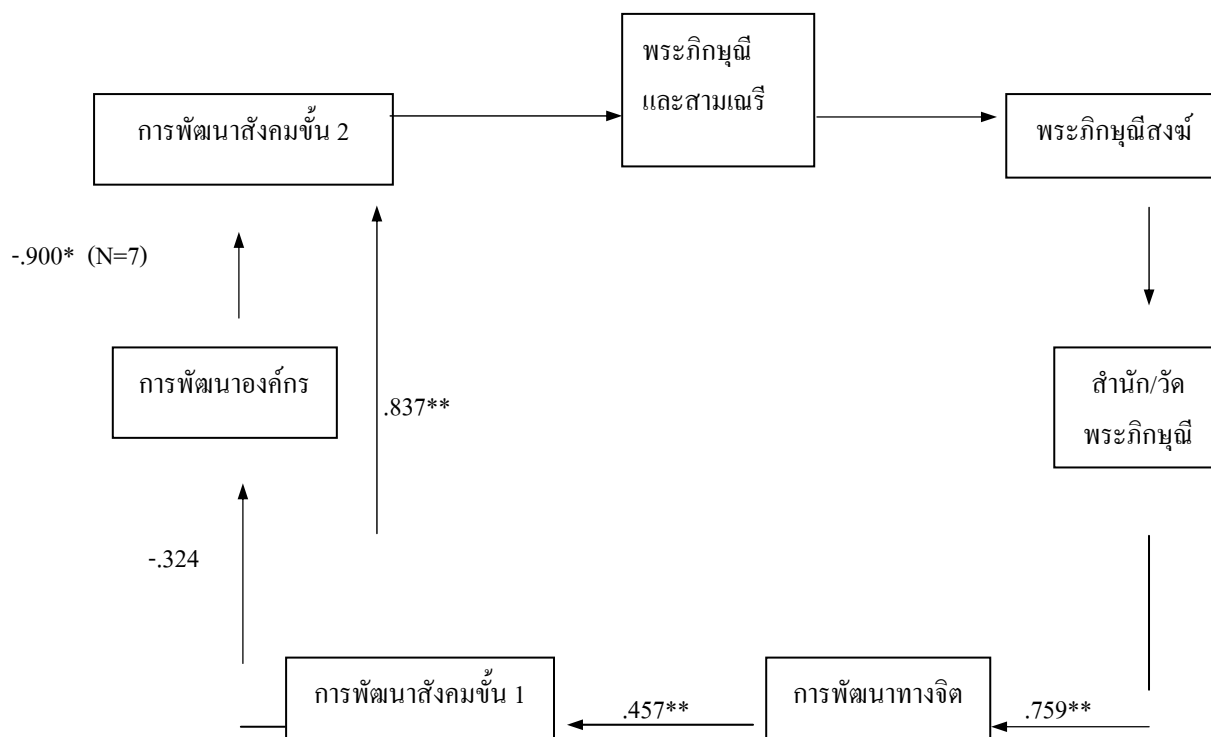 พระภิกษุณี
และสามเณรี
การพัฒนาสังคมขั้น 2
พระภิกษุณีสงฆ์
-.900* (N=7)
การพัฒนาองค์กร
.837**
สำนัก/วัด
พระภิกษุณี
-.324
การพัฒนาสังคมขั้น 1
.457**
การพัฒนาทางจิต
.759**